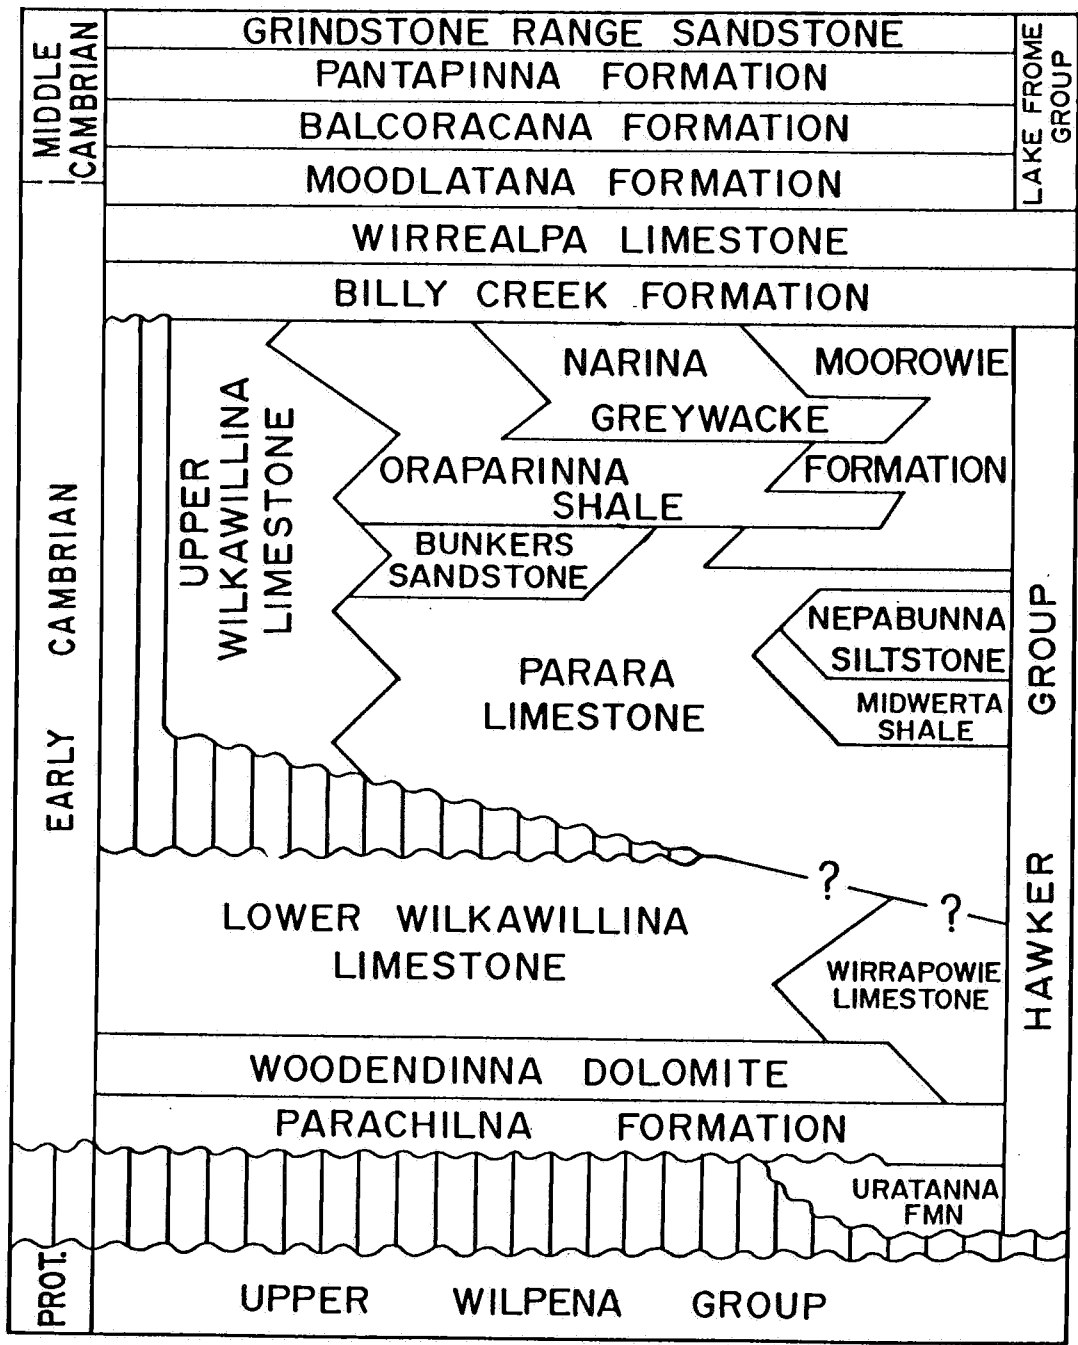 GRINDSTONE RANGE SANDSTONE
PANTAPINNA FORMATION
BALCORACANA FORMATION
MOODLATANA FORMATION
MIDDLE
CAMBRIAN
LAKE FROME
GROUP
WIRREALPA LIMESTONE
BILLY CREEK FORMATION
EARLY CAMBRIAN
UPPER
WILKAWILLINA
LIMESTONE
NARINA
GREYWACKE
MOOROWIE
FORMATION
ORAPARINNA
SHALE
BUNKERS
SANDSTONE
PARARA
LIMESTONE
NEPABUNNA
SILTSTONE
MIDWERTA
SHALE
HAWKER GROUP
?
?
LOWER WILKAWILLINA
LIMESTONE
WIRRAPOWIE
LIMESTONE
WOODENDINNA DOLOMITE
PARACHILNA FORMATION
URATANNA
FMN
PROT.
UPPER WILPENA GROUP